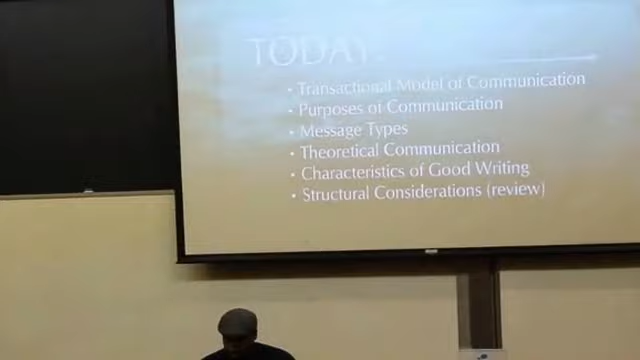 TODAY
• Transactional Model of Communication
• Purposes of Communication
• Message Types
• Theoretical Communication
• Characteristics of Good Writing
• Structural Considerations (review)